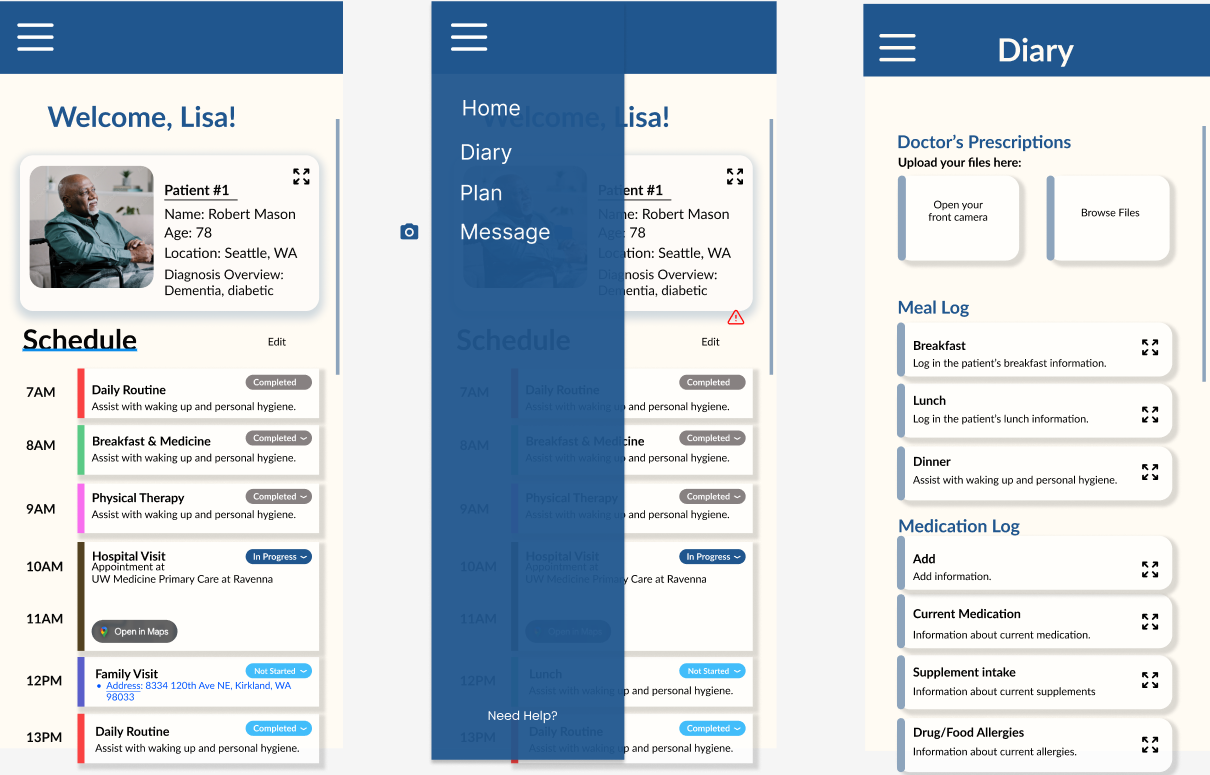 Welcome, Lisa!
Patient #1
Name: Robert Mason
Age: 78
Location: Seattle, WA
Diagnosis Overview:
Dementia, diabetic
Schedule
Edit
7AM
Daily Routine
Completed
Assist with waking up and personal hygiene.
8AM
Breakfast & Medicine
Completed
Assist with waking up and personal hygiene.
9AM
Physical Therapy
Completed
Assist with waking up and personal hygiene.
10AM
Hospital Visit
In Progress
Appointment at
UW Medicine Primary Care at Ravenna
11AM
Open in Maps
12PM
Family Visit
Not Started
• Address: 8334 120th Ave NE, Kirkland, WA
98033
13PM
Daily Routine
Completed
Assist with waking up and personal hygiene.
Home
Diary
Plan
Message
Need Help?
Welcome, Lisa!
Patient #1
Name: Robert Mason
Age: 78
Location: Seattle, WA
Diagnosis Overview:
Dementia, diabetic
Schedule
Edit
7AM
Daily Routine
Completed
Assist with waking up and personal hygiene.
8AM
Breakfast & Medicine
Completed
Assist with waking up and personal hygiene.
9AM
Physical Therapy
Completed
Assist with waking up and personal hygiene.
10AM
Hospital Visit
In Progress
Appointment at
UW Medicine Primary Care at Ravenna
11AM
Open in Maps
12PM
Lunch
Not Started
Assist with waking up and personal hygiene.
13PM
Daily Routine
Completed
Assist with waking up and personal hygiene.
Diary
Doctor's Prescriptions
Upload your files here:
Open your
front camera
Browse Files
Meal Log
Breakfast
Log in the patient's breakfast information.
Lunch
Log in the patient's lunch information.
Dinner
Assist with waking up and personal hygiene.
Medication Log
Add
Add information.
Current Medication
Information about current medication.
Supplement intake
Information about current supplements
Drug/Food Allergies
Information about current allergies.